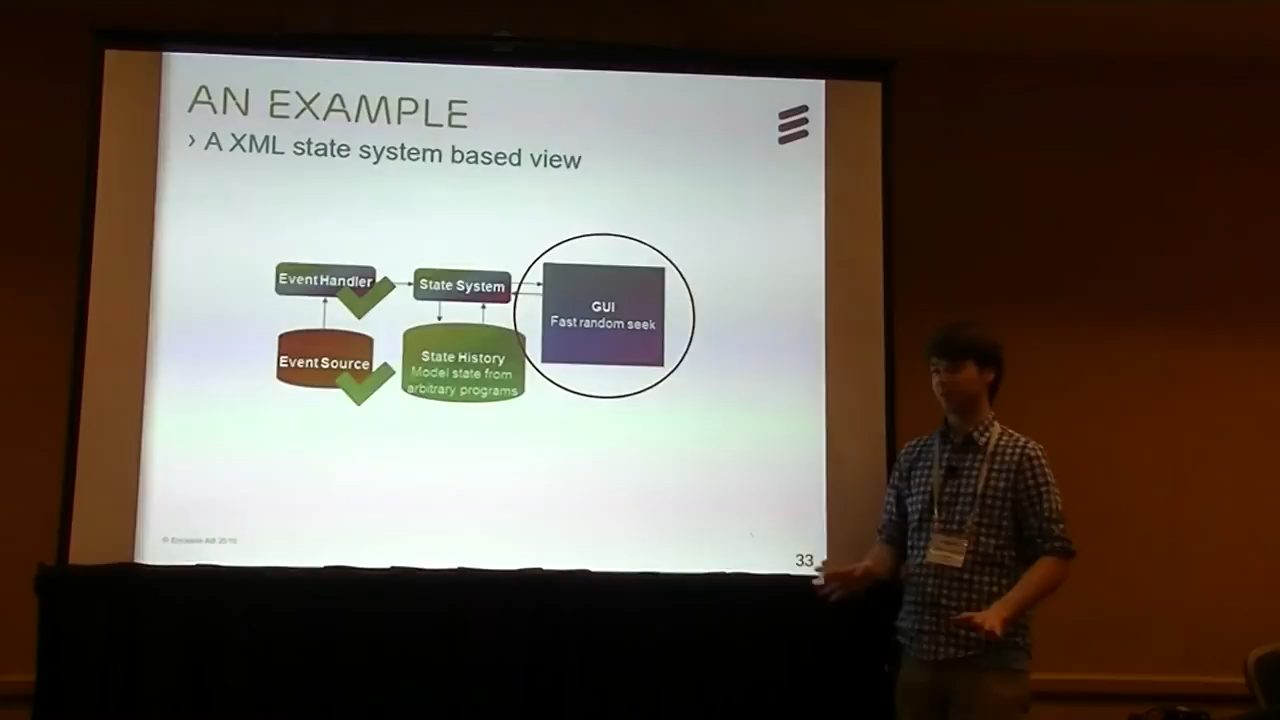 AN EXAMPLE
› A XML state system based view
Event Handler
State System
GUI
Fast random seek
Event Source
State History
Model state from
arbitrary programs
© Ericsson AB
33